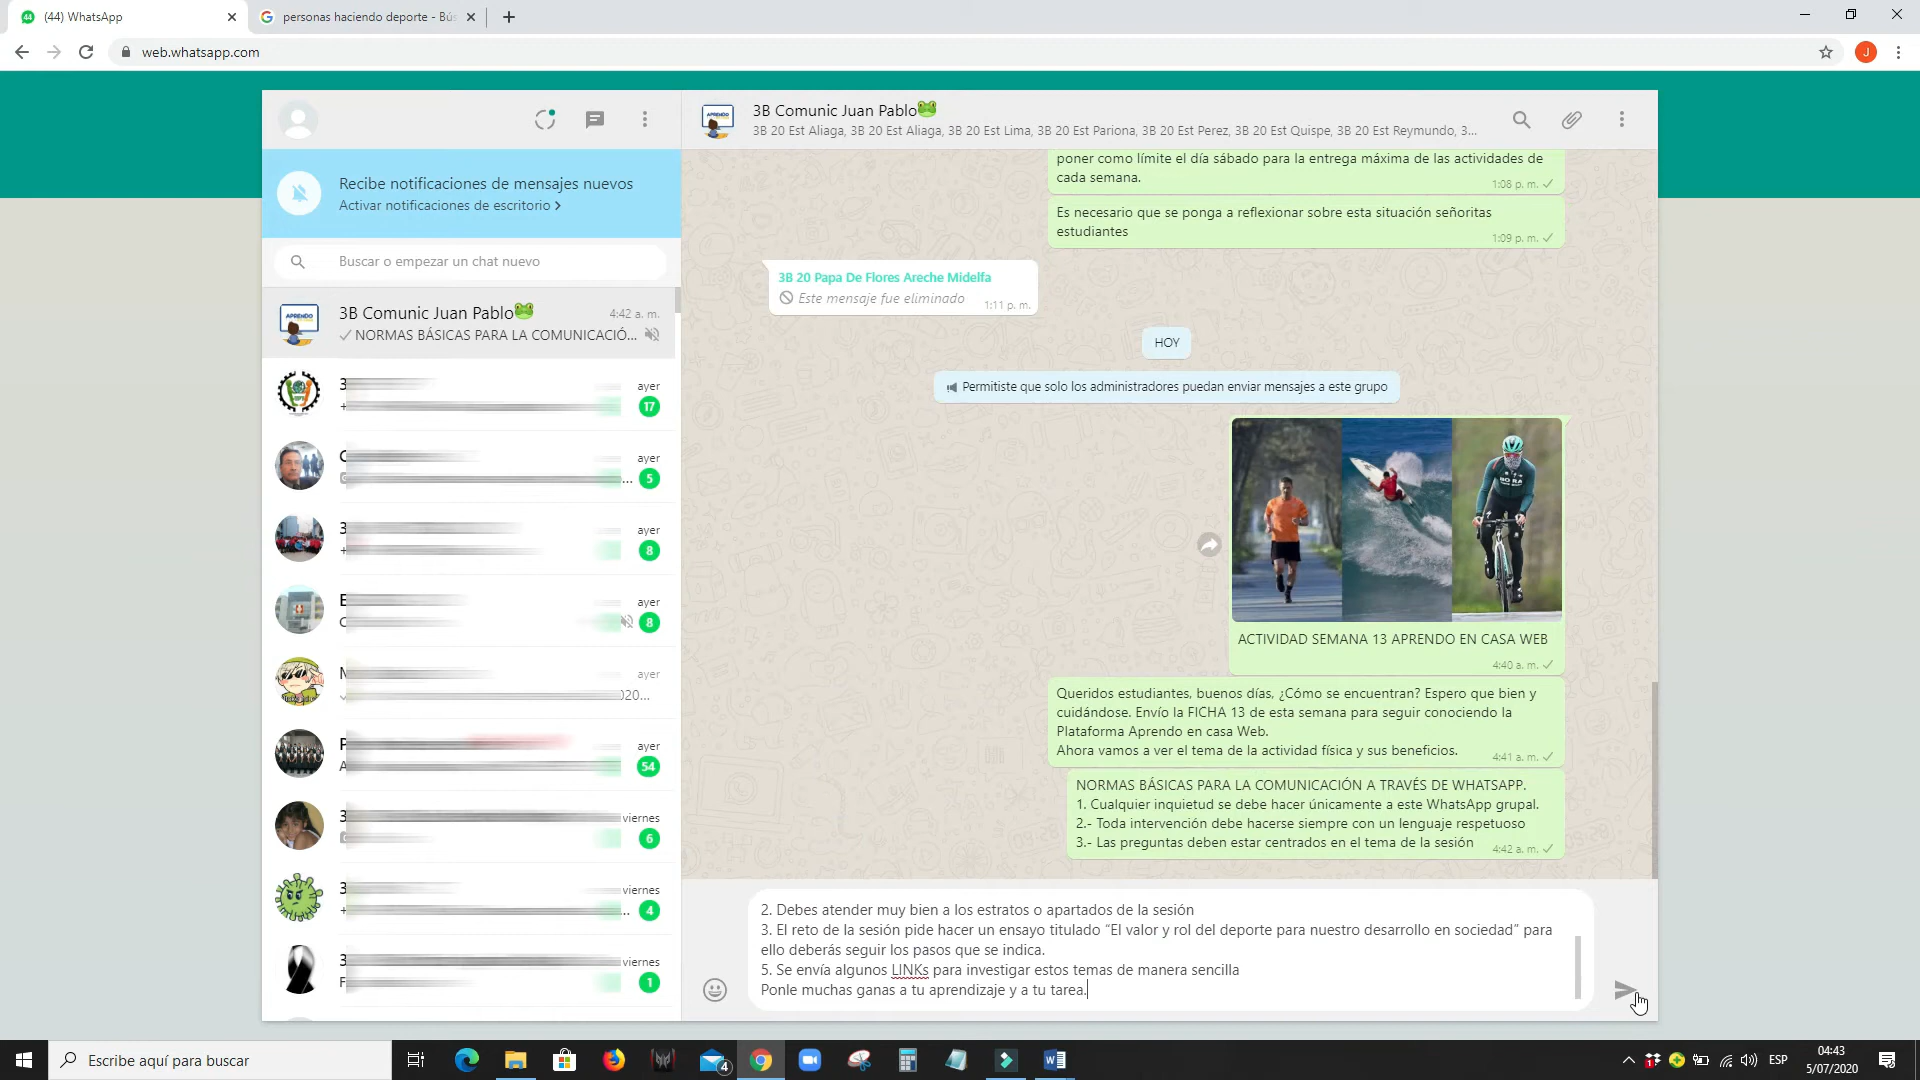 (44) WhatsApp
personas haciendo deporte - Bús
web.whatsapp.com
J
Recibe notificaciones de mensajes nuevos
Activar notificaciones de escritorio >
Buscar o empezar un chat nuevo
3B Comunic Juan Pablo🐸
4:42 a. m.
NORMAS BÁSICAS PARA LA COMUNICACIÓ...
3
ayer
17
ayer
5
3
ayer
8
E
ayer
8
ayer
020...
P
ayer
A
54
3
viernes
6
3
viernes
4
3
viernes
F
1
3B Comunic Juan Pablo🐸
3B 20 Est Aliaga, 3B 20 Est Aliaga, 3B 20 Est Lima, 3B 20 Est Pariona, 3B 20 Est Perez, 3B 20 Est Quispe, 3B 20 Est Reymundo, 3...
poner como límite el día sábado para la entrega máxima de las actividades de
cada semana.
1:08 p. m.
Es necesario que se ponga a reflexionar sobre esta situación señoritas
estudiantes
1:09 p. m.
3B 20 Papa De Flores Areche Midelfa
Este mensaje fue eliminado
1:11 p. m.
HOY
Permitiste que solo los administradores puedan enviar mensajes a este grupo
BORA
ACTIVIDAD SEMANA 13 APRENDO EN CASA WEB
4:40 a. m.
Queridos estudiantes, buenos días, ¿Cómo se encuentran? Espero que bien y
cuidándose. Envío la FICHA 13 de esta semana para seguir conociendo la
Plataforma Aprendo en casa Web.
Ahora vamos a ver el tema de la actividad física y sus beneficios.
4:41 a. m.
NORMAS BÁSICAS PARA LA COMUNICACIÓN A TRAVÉS DE WHATSAPP.
1. Cualquier inquietud se debe hacer únicamente a este WhatsApp grupal.
2.- Toda intervención debe hacerse siempre con un lenguaje respetuoso
3.- Las preguntas deben estar centrados en el tema de la sesión
4:42 a. m.
2. Debes atender muy bien a los estratos o apartados de la sesión
3. El reto de la sesión pide hacer un ensayo titulado “El valor y rol del deporte para nuestro desarrollo en sociedad” para
ello deberás seguir los pasos que se indica.
5. Se envía algunos LINKs para investigar estos temas de manera sencilla
Ponle muchas ganas a tu aprendizaje y a tu tarea.
Escribe aquí para buscar
4
ESP
04:43
5/07/2020